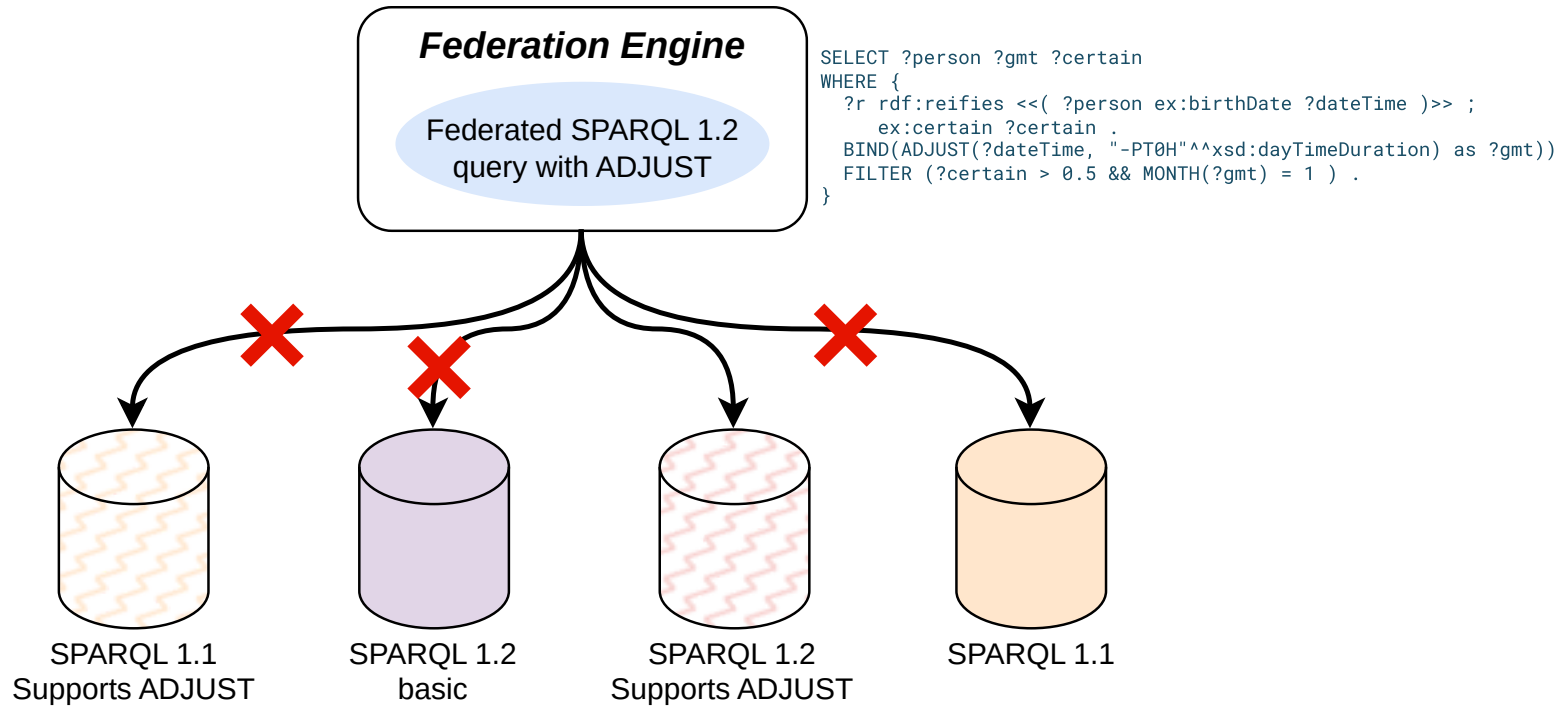 Federation Engine
Federated SPARQL 1.2
query with ADJUST
SELECT ?person ?gmt ?certain
WHERE {
  ?r rdf:reifies <<( ?person ex:birthDate ?dateTime )>> ;
     ex:certain ?certain .
  BIND(ADJUST(?dateTime, "-PT0H"^^xsd:dayTimeDuration) as ?gmt))
  FILTER (?certain > 0.5 && MONTH(?gmt) = 1 ) .
}
SPARQL 1.1
Supports ADJUST
SPARQL 1.2
basic
SPARQL 1.2
Supports ADJUST
SPARQL 1.1